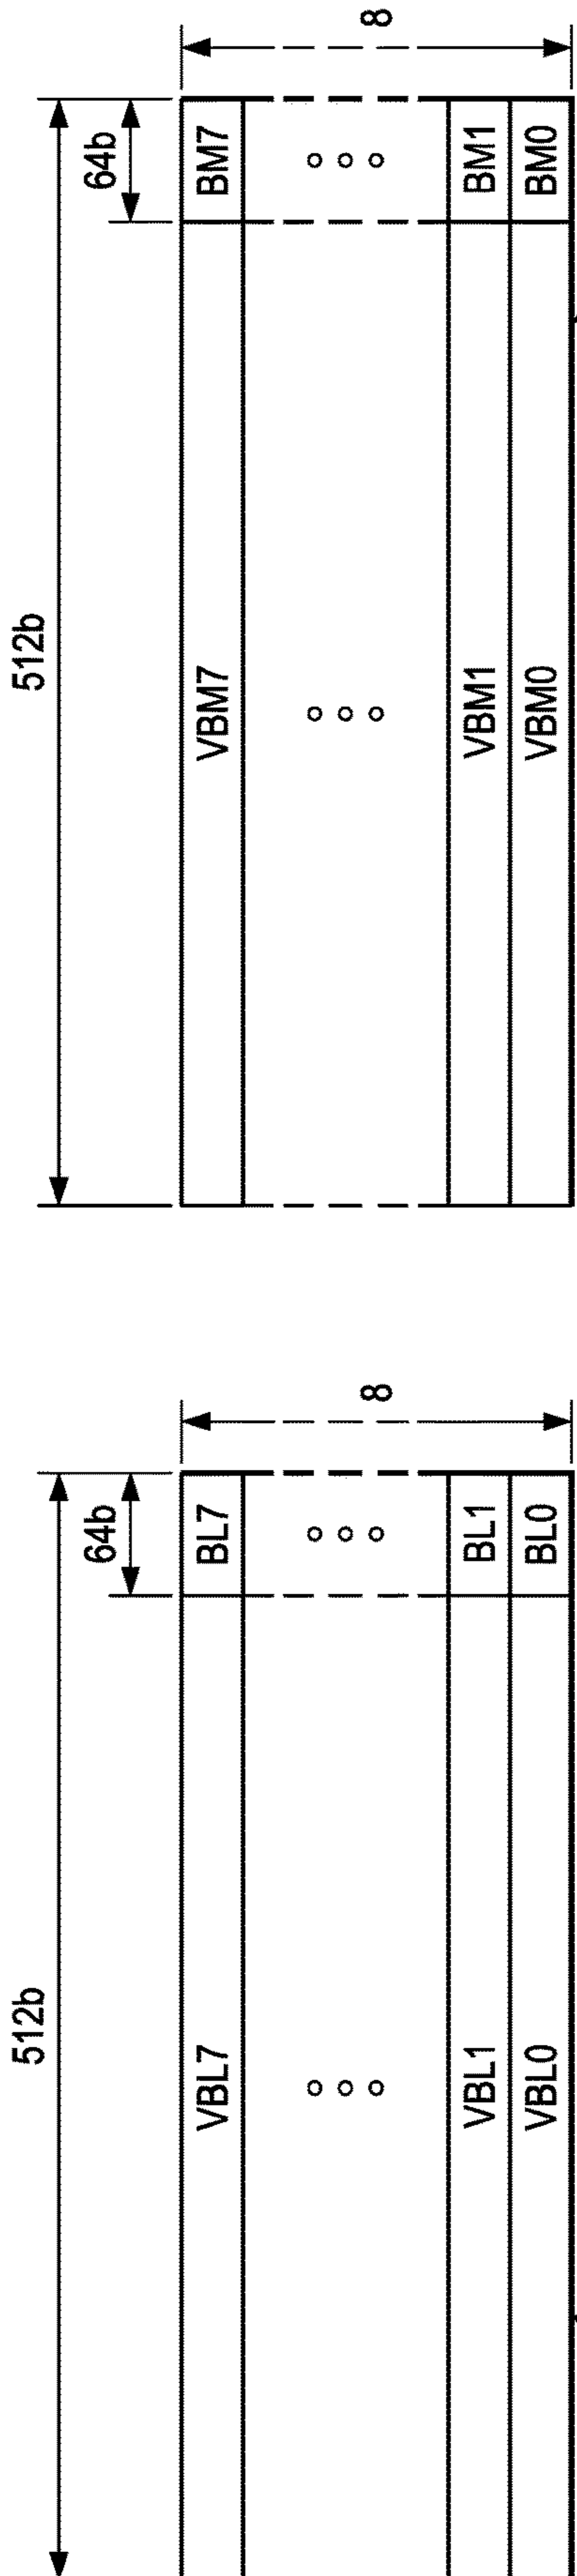 512b
64b
VBL7 BL7
8
VBL1 BL1
VBL0 BL0
512b
64b
VBM7 BM7
8
VBM1 BM1
VBM0 BM0